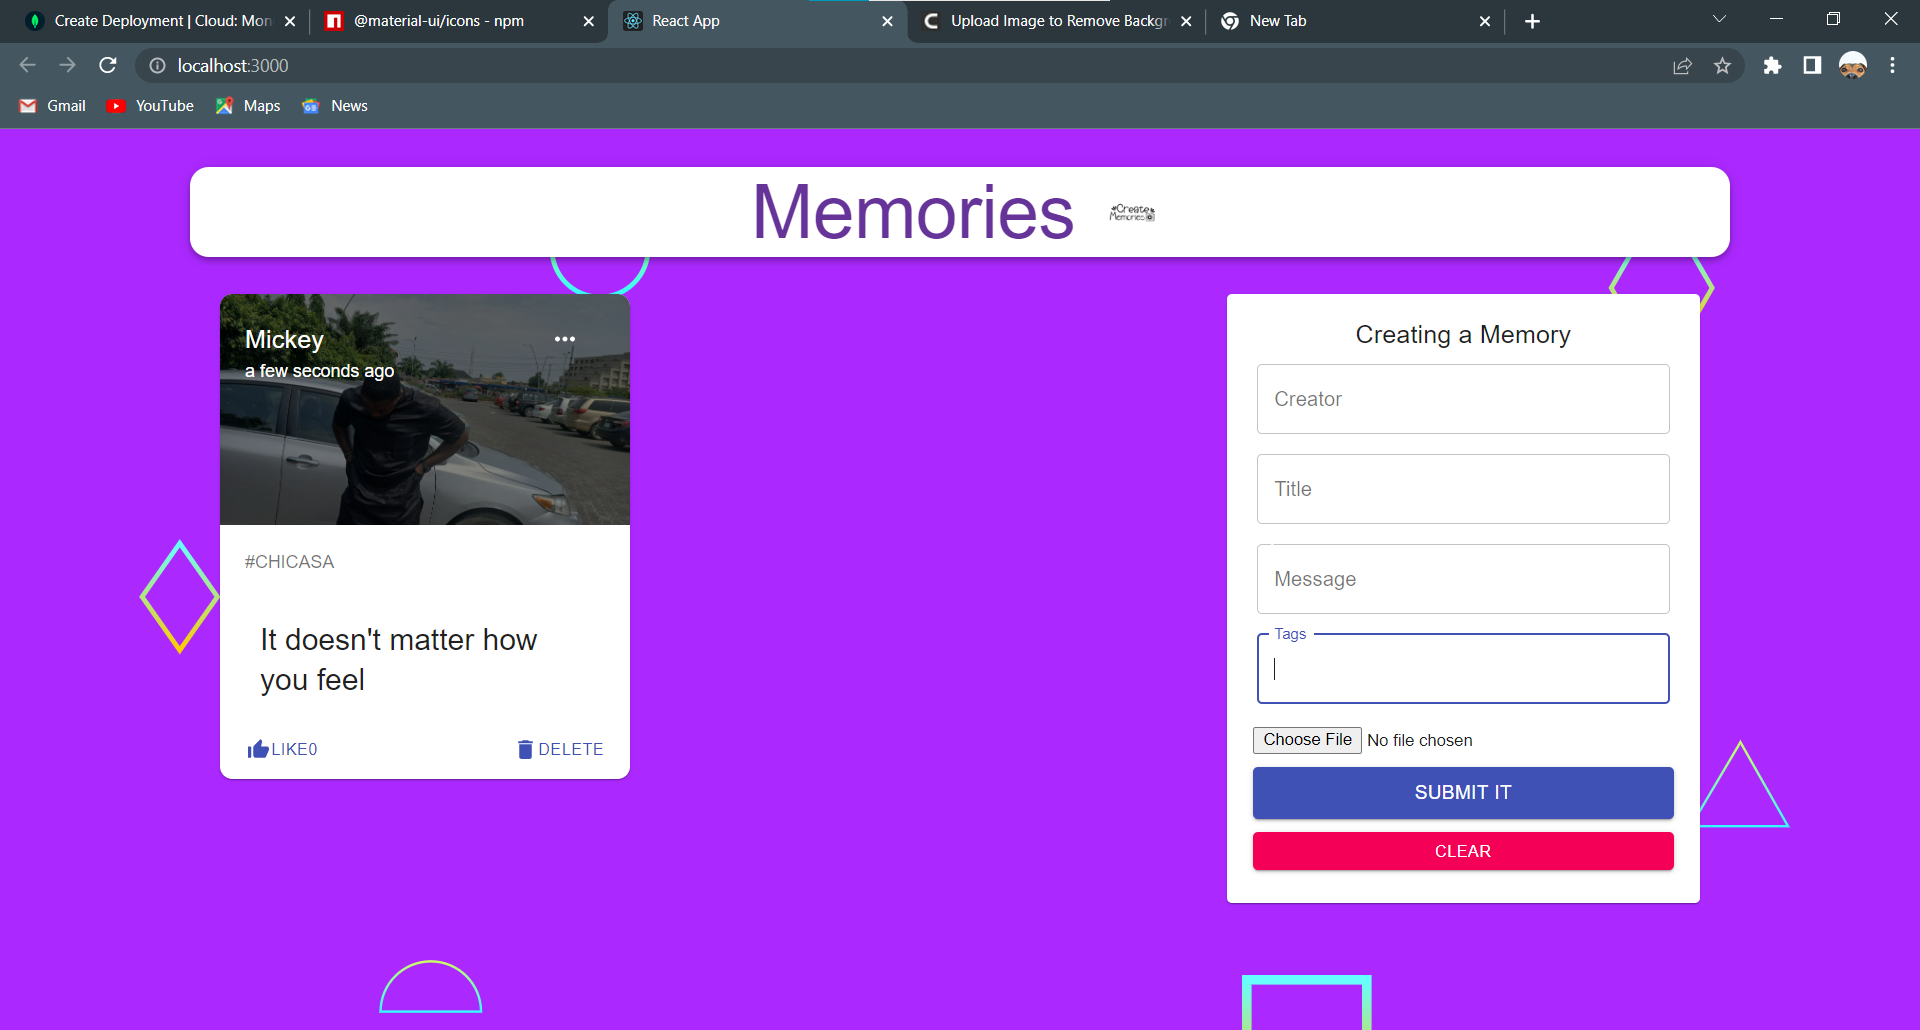 Create Deployment | Cloud: Mon
@material-ui/icons - npm
React App
Upload Image to Remove Backgr
New Tab
localhost:3000
Gmail
YouTube
Maps
News
Memories
Create
Memories
Mickey
a few seconds ago
#CHICASA
It doesn't matter how
you feel
LIKE0
DELETE
Creating a Memory
Creator
Title
Message
Tags
Choose File No file chosen
SUBMIT IT
CLEAR